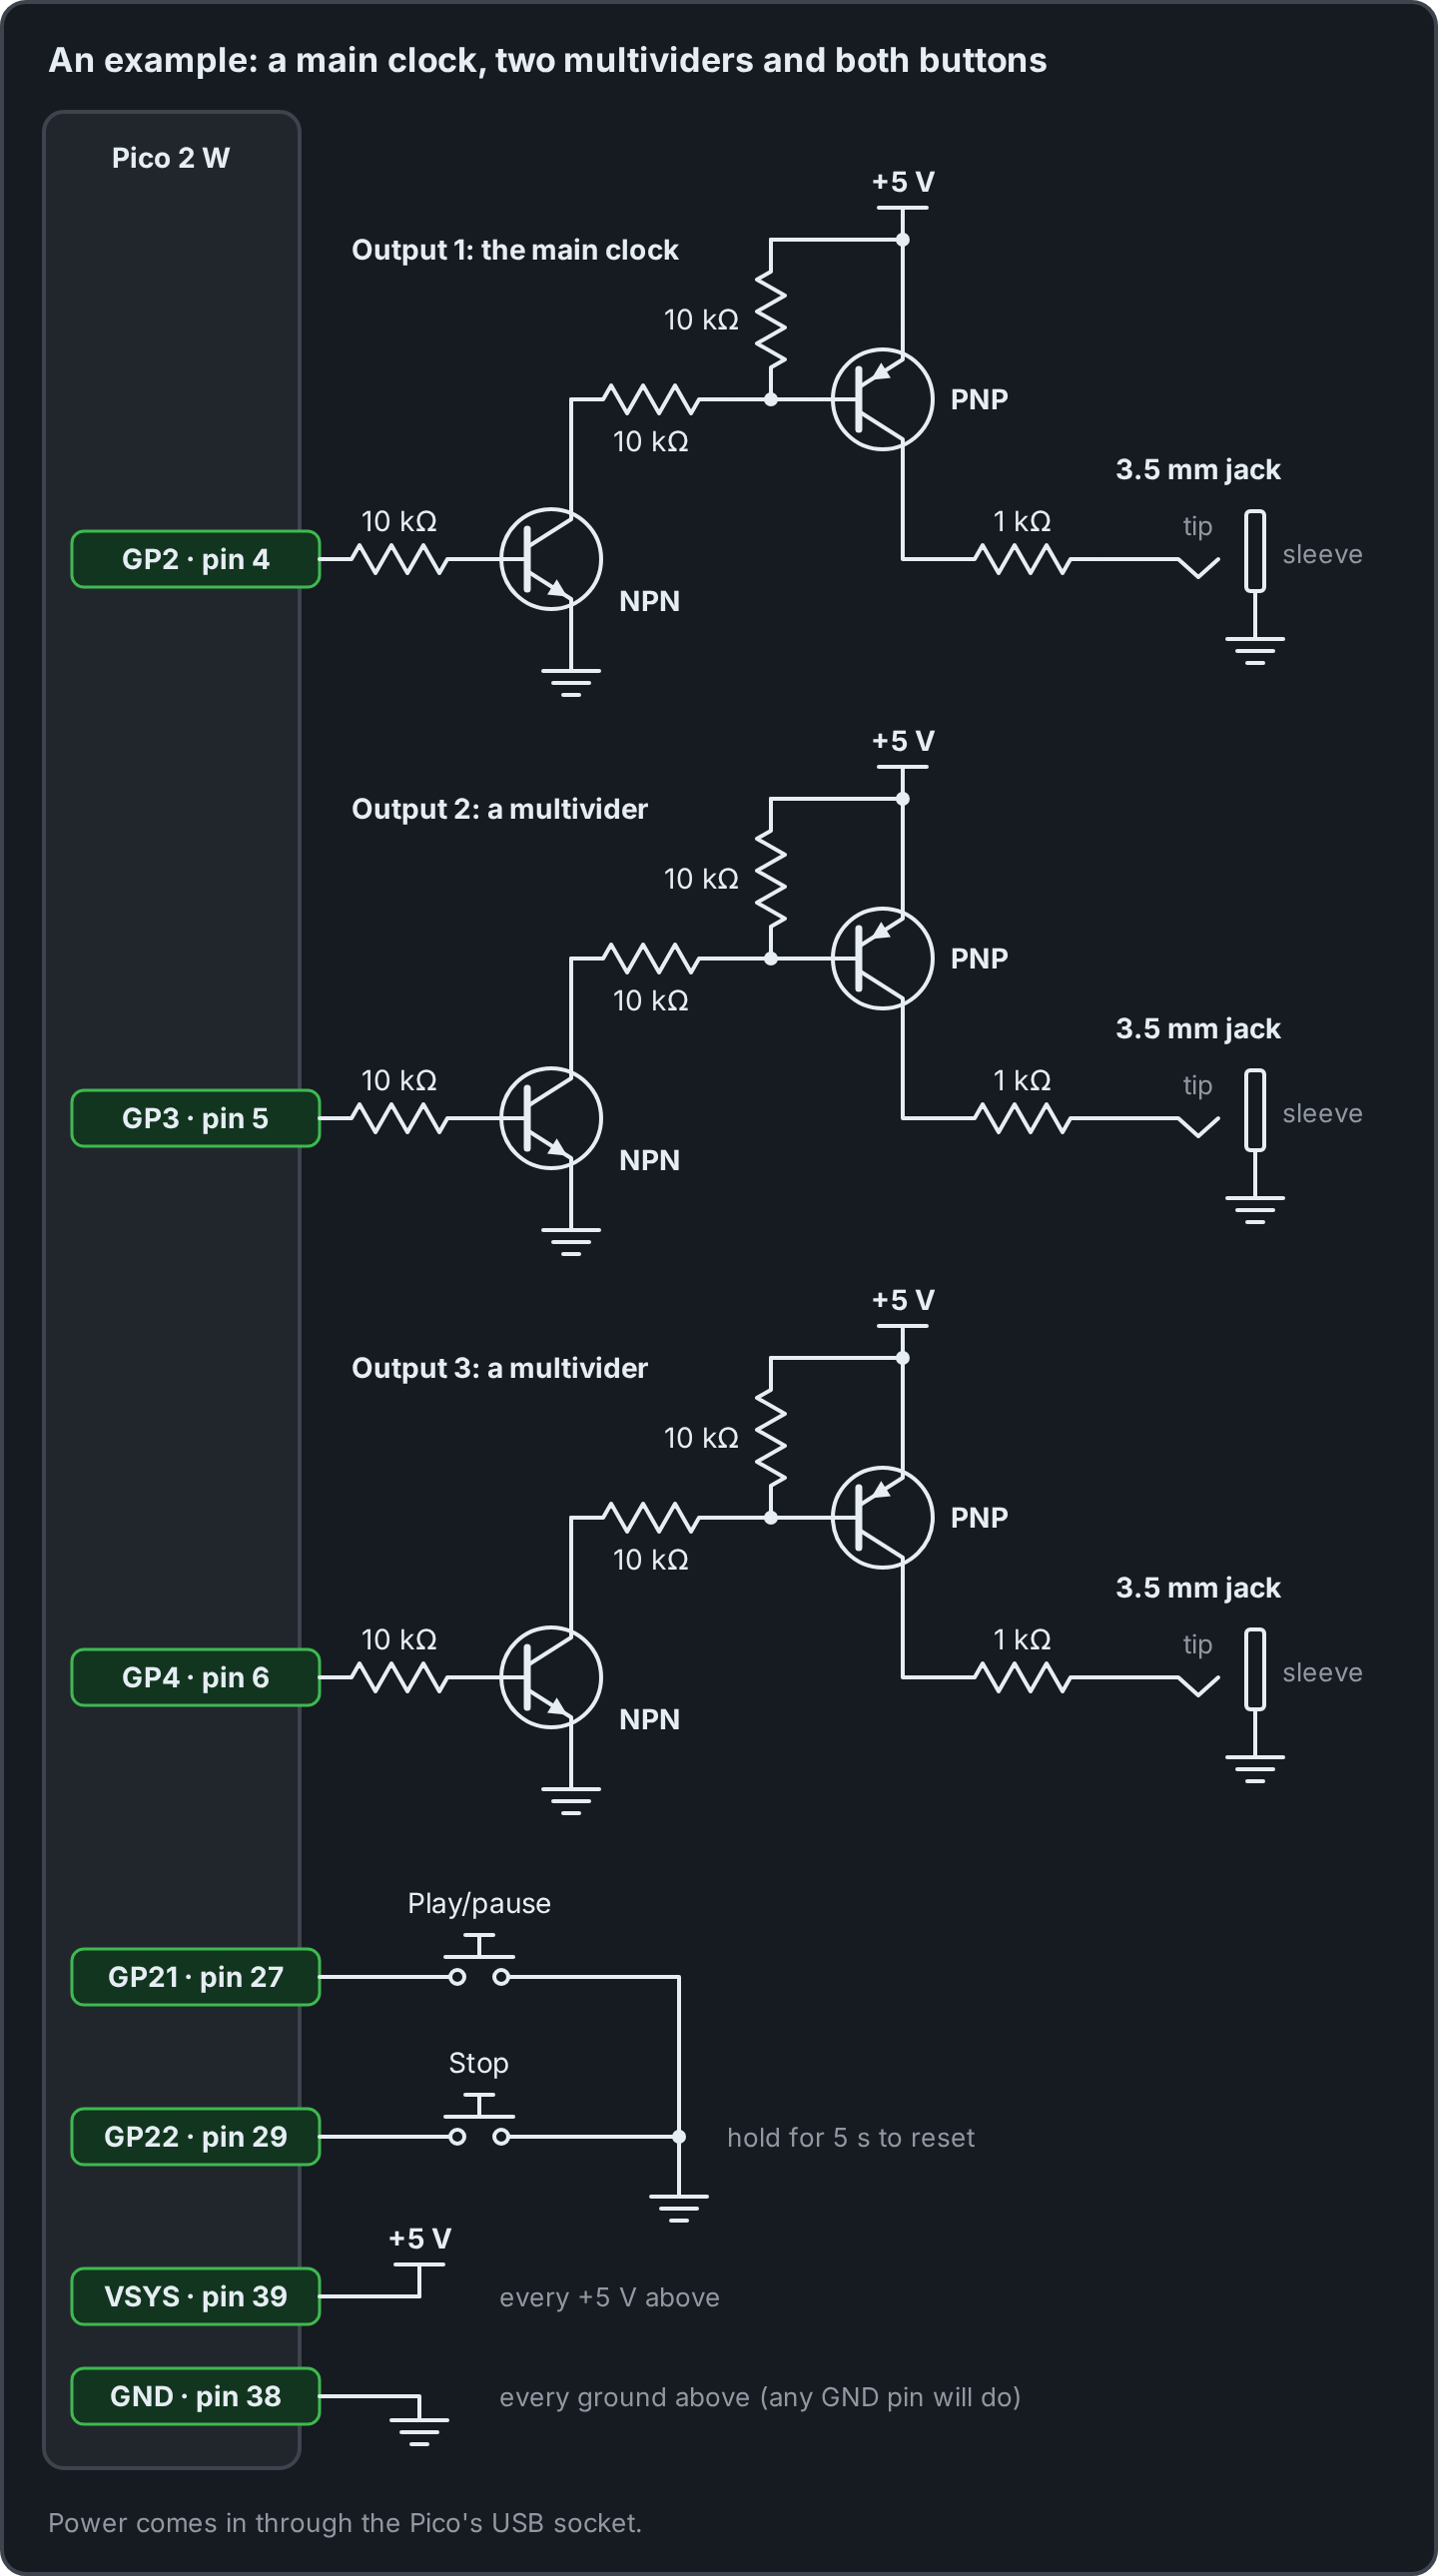 An example: a main clock, two multividers and both buttons
Pico 2 W
+5 V
Output 1: the main clock
10 kΩ
PNP
10 kΩ
3.5 mm jack
10 kΩ
1 kΩ
tip
sleeve
GP2 · pin 4
NPN
+5 V
Output 2: a multivider
10 kΩ
PNP
10 kΩ
3.5 mm jack
10 kΩ
1 kΩ
tip
sleeve
GP3 · pin 5
NPN
+5 V
Output 3: a multivider
10 kΩ
PNP
10 kΩ
3.5 mm jack
10 kΩ
1 kΩ
tip
sleeve
GP4 · pin 6
NPN
Play/pause
GP21 · pin 27
Stop
GP22 · pin 29
hold for 5 s to reset
+5 V
VSYS · pin 39
every +5 V above
GND · pin 38
every ground above (any GND pin will do)
Power comes in through the Pico's USB socket.